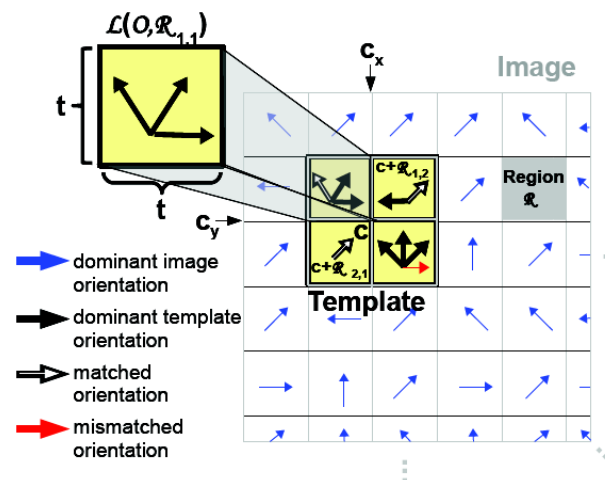 ℒ(O,ℛ1,1)
cx
Image
t
t
c+ℛ1,2
Region
ℛ
cy
c
c+ℛ2,1
Template
dominant image
orientation
dominant template
orientation
matched
orientation
mismatched
orientation